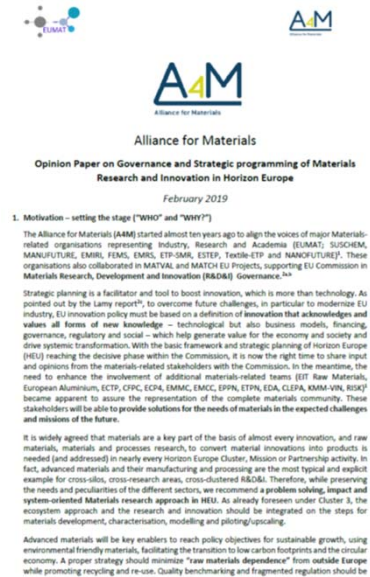 EUMAT
A4M
Alliance for Materials
A4M
Alliance for Materials
Alliance for Materials
Opinion Paper on Governance and Strategic programming of Materials
Research and Innovation in Horizon Europe
February 2019
1. Motivation – setting the stage ("WHO" and "WHY?")
The Alliance for Materials (A4M) started almost ten years ago to align the voices of major Materials-
related organisations representing Industry, Research and Academia (EUMAT; SUSCHEM,
MANUFUTURE, EMIRI, FEMS, EMRS, ETP-SMR, ESTEP, Textile-ETP and NANOFUTURE). These
organisations also collaborated in MATVAL and MATCH EU Projects, supporting EU Commission in
Materials Research, Development and Innovation (R&D&I) Governance.
Strategic planning is a facilitator and tool to boost innovation, which is more than technology. As
pointed out by the Lamy report, to overcome future challenges, in particular to modernize EU
industry, EU innovation policy must be based on a definition of innovation that acknowledges and
values all forms of new knowledge – technological but also business models, financing,
governance, regulatory and social – which help generate value for the economy and society and
drive systemic transformation. With the basic framework and strategic planning of Horizon Europe
(HEU) reaching the decisive phase within the Commission, it is now the right time to share input
and opinions from the materials-related stakeholders with the Commission. In the meantime, the
need to enhance the involvement of additional materials-related teams (EIT Raw Materials,
European Aluminium, ECTP, CFPC, ECP4, EMMC, EMCC, EPPN, ETPN, EDA, CLEPA, KMM-VIN, RISK)
became apparent to assure the representation of the complete materials community. These
stakeholders will be able to provide solutions for the needs of materials in the expected challenges
and missions of the future.
It is widely agreed that materials are a key part of the basis of almost every innovation, and raw
materials, materials and processes research, to convert material innovations into products is
needed (and addressed) in nearly every Horizon Europe Cluster, Mission or Partnership activity. In
fact, advanced materials and their manufacturing and processing are the most typical and explicit
example for cross-silos, cross-research areas, cross-clustered R&D&I. Therefore, while preserving
the needs and peculiarities of the different sectors, we recommend a problem solving, impact and
system-oriented Materials research approach in HEU. As already foreseen under Cluster 3, the
ecosystem approach and the research and innovation should be integrated on the steps for
materials development, characterisation, modelling and piloting/upscaling.
Advanced materials will be key enablers to reach policy objectives for sustainable growth, using
environmental friendly materials, facilitating the transition to low carbon footprints and the circular
economy. A proper strategy should minimize "raw materials dependence" from outside Europe
while promoting recycling and re-use. Quality benchmarking and fragmented regulation should be